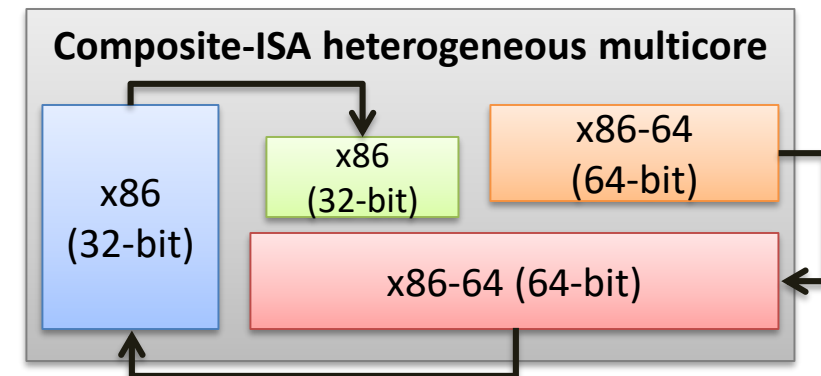 Composite-ISA heterogeneous multicore
x86
(32-bit)
x86
(32-bit)
x86-64
(64-bit)
x86-64 (64-bit)